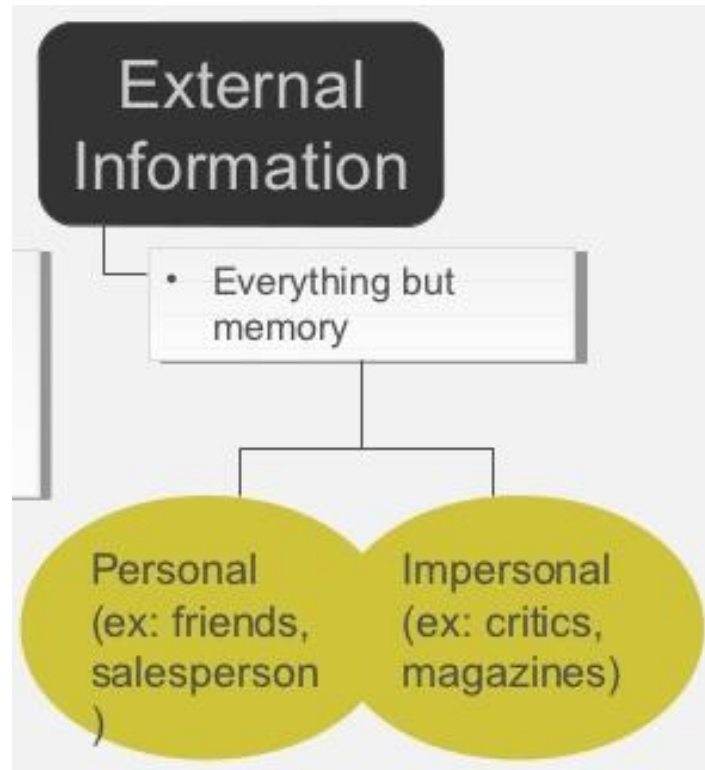 External
Information
• Everything but
memory
Personal
(ex: friends,
salesperson
)
Impersonal
(ex: critics,
magazines)